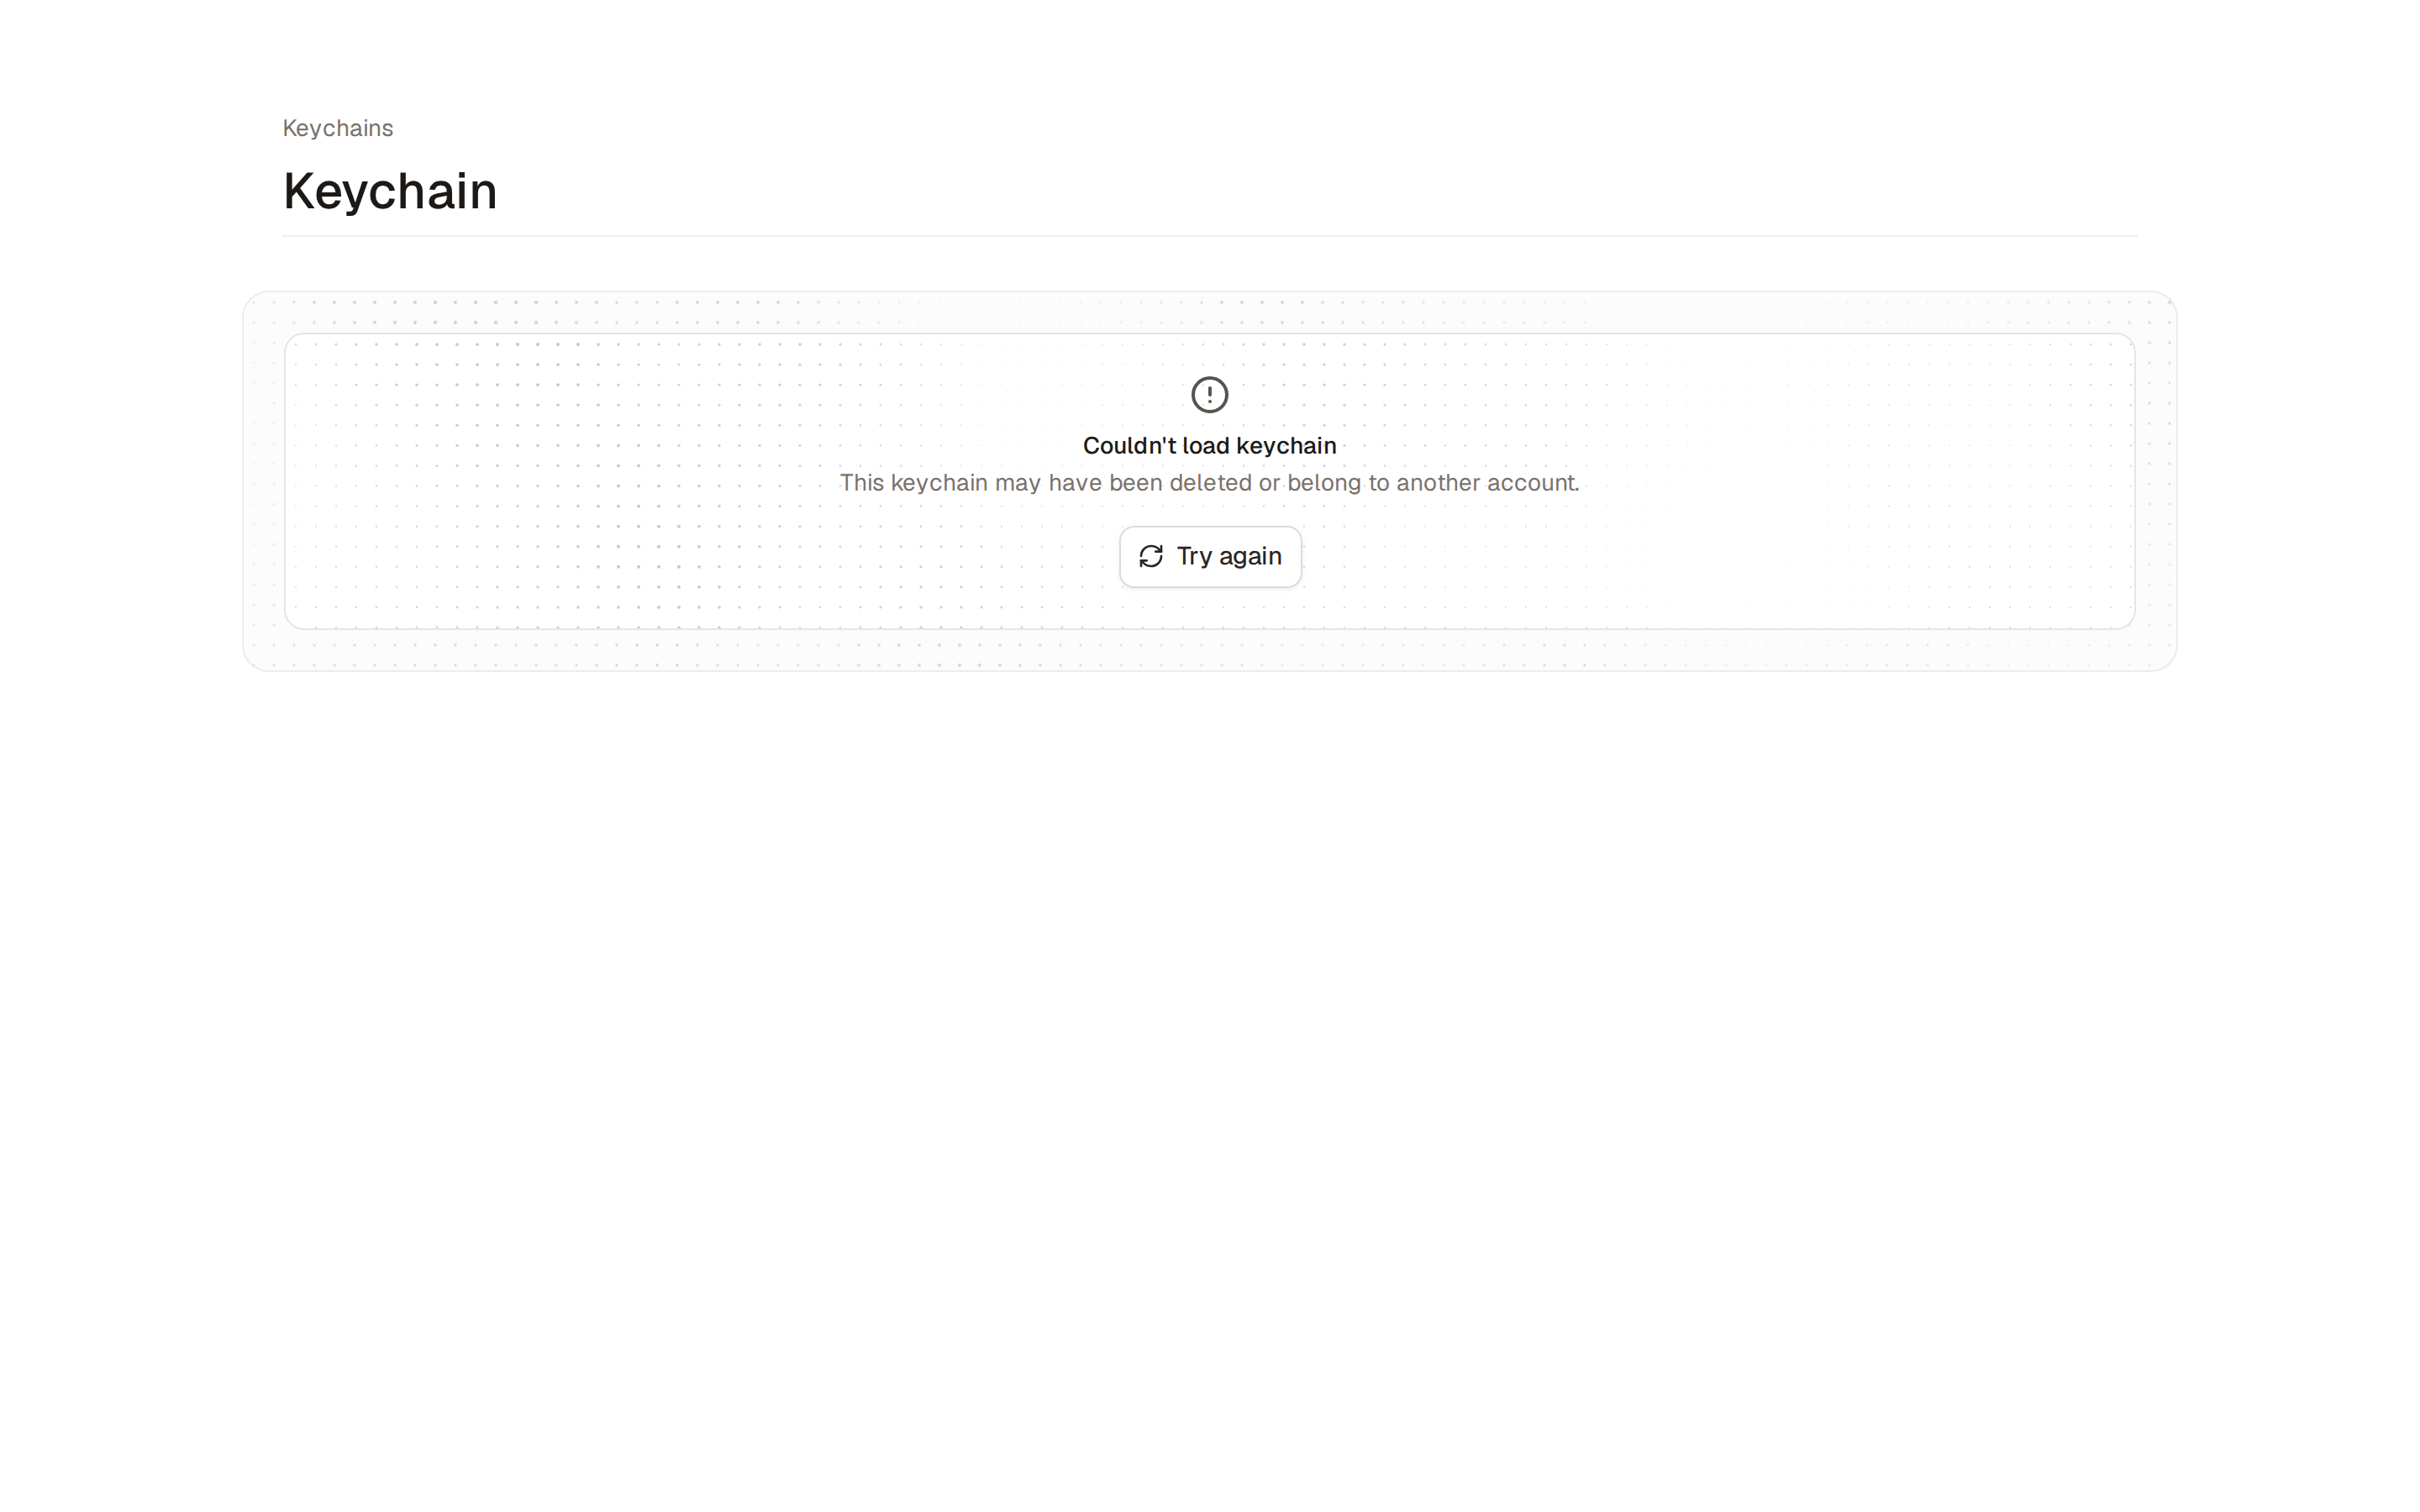 Keychains
Keychain
Couldn't load keychain
This keychain may have been deleted or belong to another account.
Try again